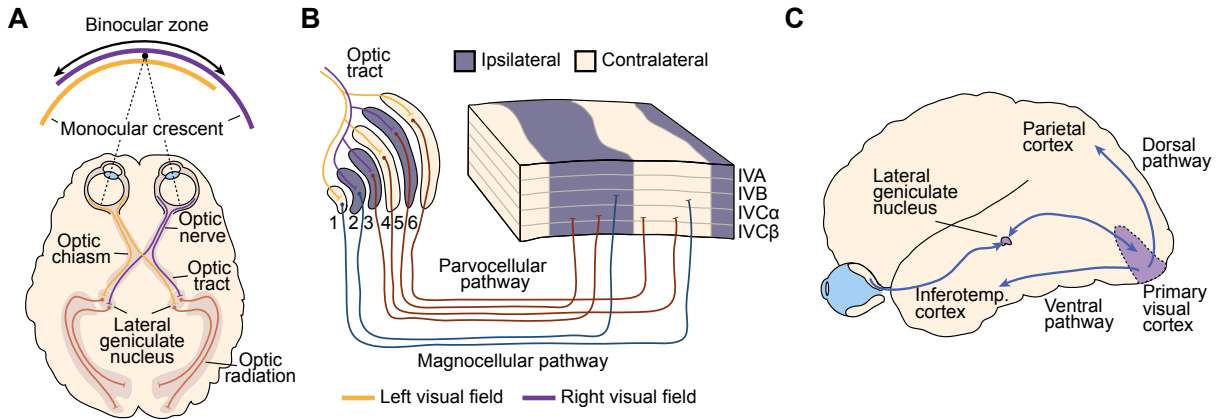 A
Binocular zone
Monocular crescent
Optic
nerve
Optic
chiasm
Optic
tract
Lateral
geniculate
nucleus
Optic
radiation
B
Optic
tract
Ipsilateral
Contralateral
1 2 3 4 5 6
IVA
IVB
IVCα
IVCβ
Parvocellular
pathway
Magnocellular pathway
Left visual field
Right visual field
C
Parietal
cortex
Dorsal
pathway
Lateral
geniculate
nucleus
Inferotemp.
cortex
Ventral
pathway
Primary
visual
cortex